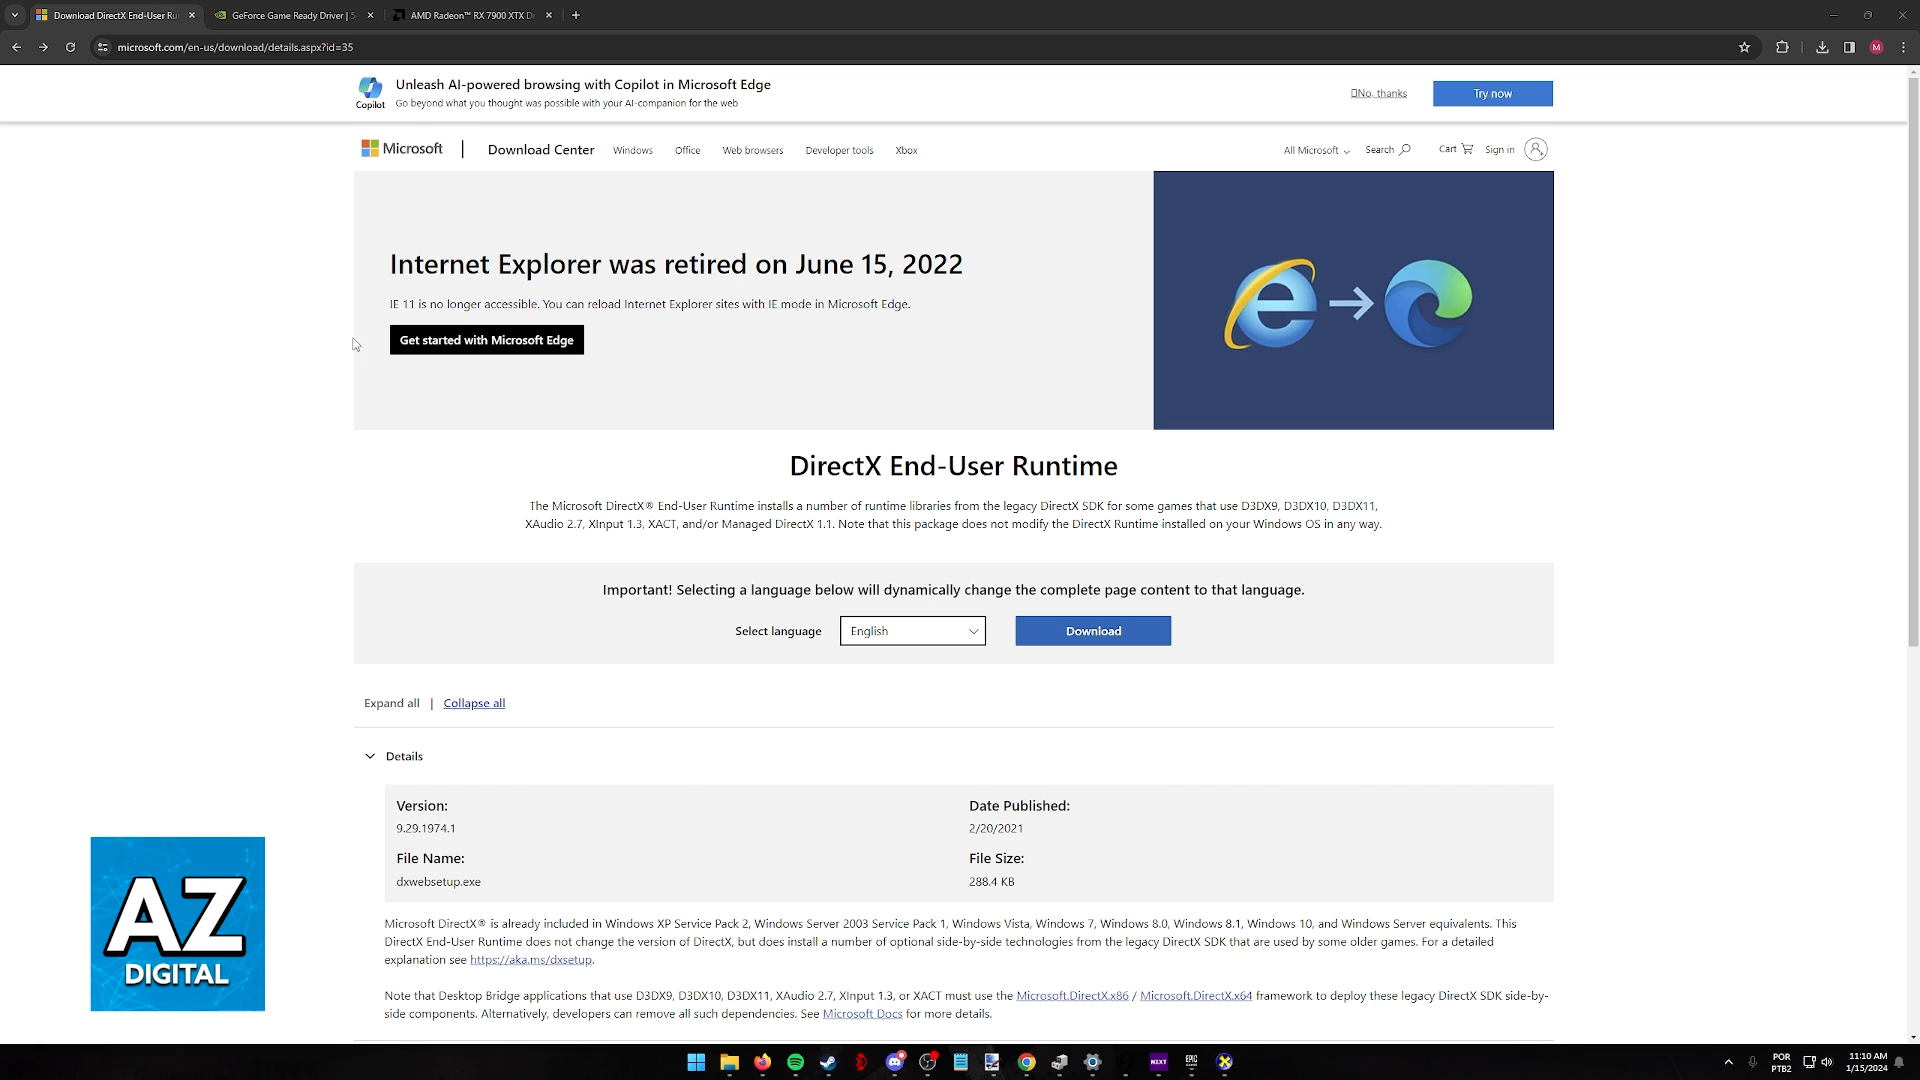 Download DirectX End-User Ru
GeForce Game Ready Driver | 5
AMD Radeon™ RX 7900 XTX Dr
microsoft.com/en-us/download/details.aspx?id=35
M
Copilot
Unleash AI-powered browsing with Copilot in Microsoft Edge
Go beyond what you thought was possible with your AI-companion for the web
No, thanks
Try now
Microsoft
Download Center
Windows
Office
Web browsers
Developer tools
Xbox
All Microsoft
Search
Cart
Sign in
Internet Explorer was retired on June 15, 2022
IE 11 is no longer accessible. You can reload Internet Explorer sites with IE mode in Microsoft Edge.
Get started with Microsoft Edge
DirectX End-User Runtime
The Microsoft DirectX® End-User Runtime installs a number of runtime libraries from the legacy DirectX SDK for some games that use D3DX9, D3DX10, D3DX11,
XAudio 2.7, XInput 1.3, XACT, and/or Managed DirectX 1.1. Note that this package does not modify the DirectX Runtime installed on your Windows OS in any way.
Important! Selecting a language below will dynamically change the complete page content to that language.
Select language
English
Download
Expand all | Collapse all
Details
Version:
9.29.1974.1
Date Published:
2/20/2021
File Name:
dxwebsetup.exe
File Size:
288.4 KB
Microsoft DirectX® is already included in Windows XP Service Pack 2, Windows Server 2003 Service Pack 1, Windows Vista, Windows 7, Windows 8.0, Windows 8.1, Windows 10, and Windows Server equivalents. This
DirectX End-User Runtime does not change the version of DirectX, but does install a number of optional side-by-side technologies from the legacy DirectX SDK that are used by some older games. For a detailed
explanation see https://aka.ms/dxsetup.
Note that Desktop Bridge applications that use D3DX9, D3DX10, D3DX11, XAudio 2.7, XInput 1.3, or XACT must use the Microsoft.DirectX.x86 / Microsoft.DirectX.x64 framework to deploy these legacy DirectX SDK side-by-
side components. Alternatively, developers can remove all such dependencies. See Microsoft Docs for more details.
AZ
DIGITAL
NZXT
EPIC
GAMES
POR
PTB2
11:10 AM
1/15/2024